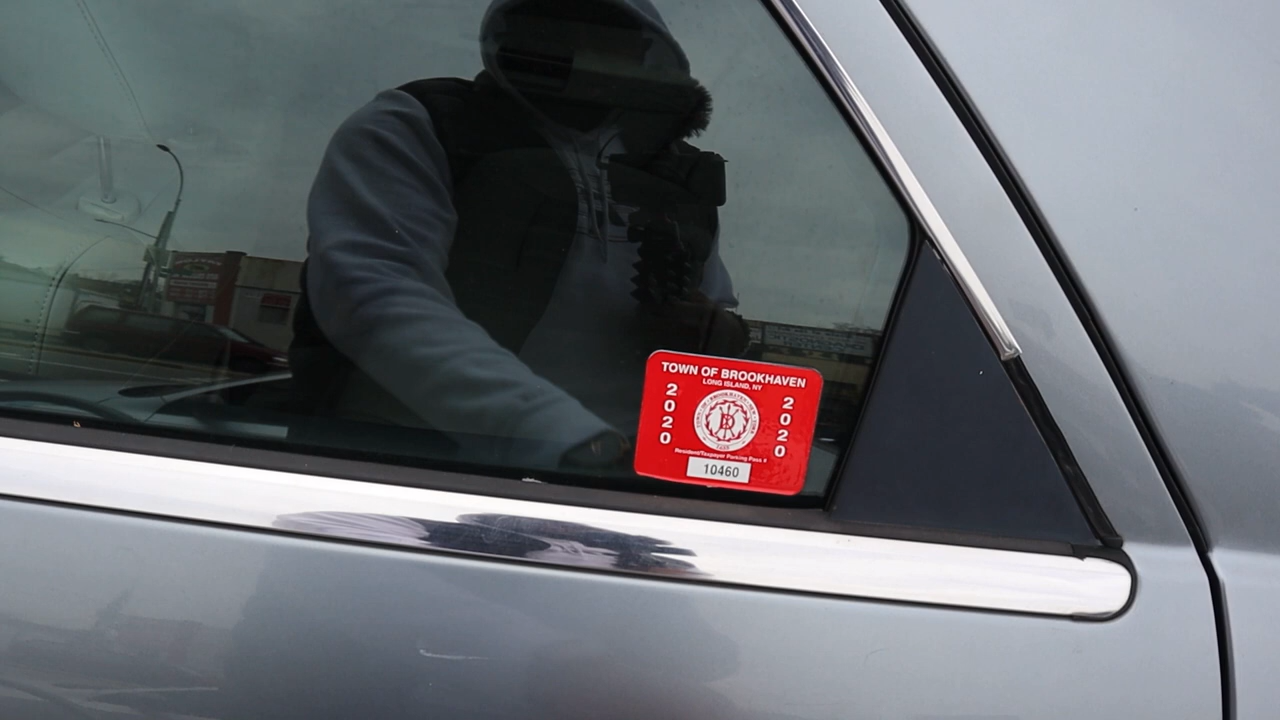 TOWN OF BROOKHAVEN
LONG ISLAND, NY
2020
2020
Resident/Taxpayer Parking Pass #
10460